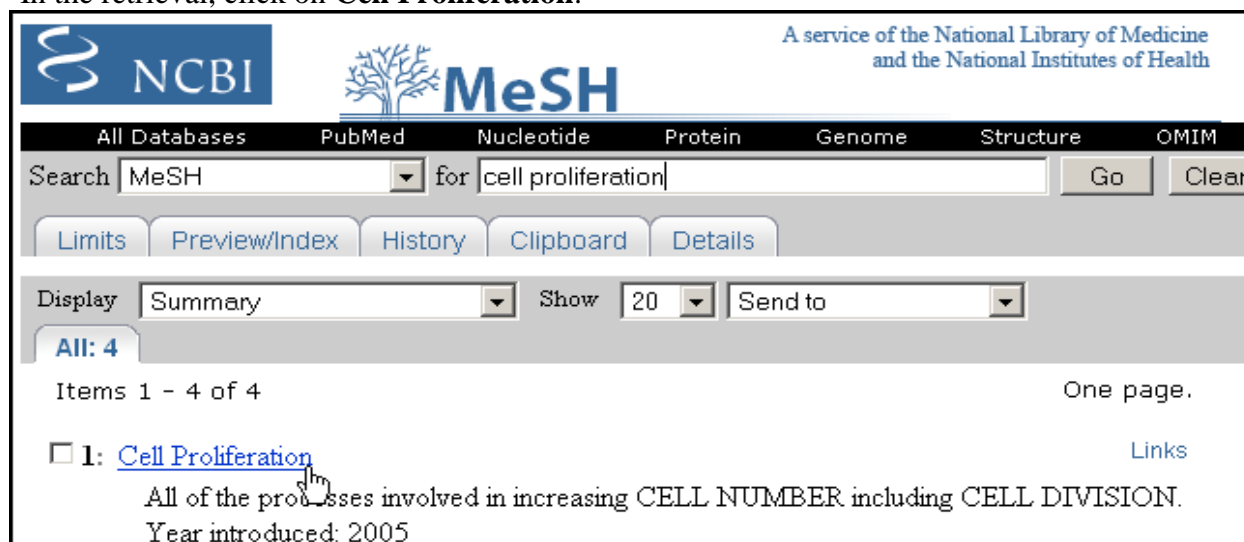 In the retrieval, click on Cell Proliferation.
A service of the National Library of Medicine
and the National Institutes of Health
NCBI
MeSH
All Databases PubMed Nucleotide Protein Genome Structure OMIM
Search MeSH for cell proliferation Go Clear
Limits Preview/Index History Clipboard Details
Display Summary Show 20 Send to
All: 4
Items 1 - 4 of 4 One page.
1: Cell Proliferation Links
All of the processes involved in increasing CELL NUMBER including CELL DIVISION.
Year introduced: 2005